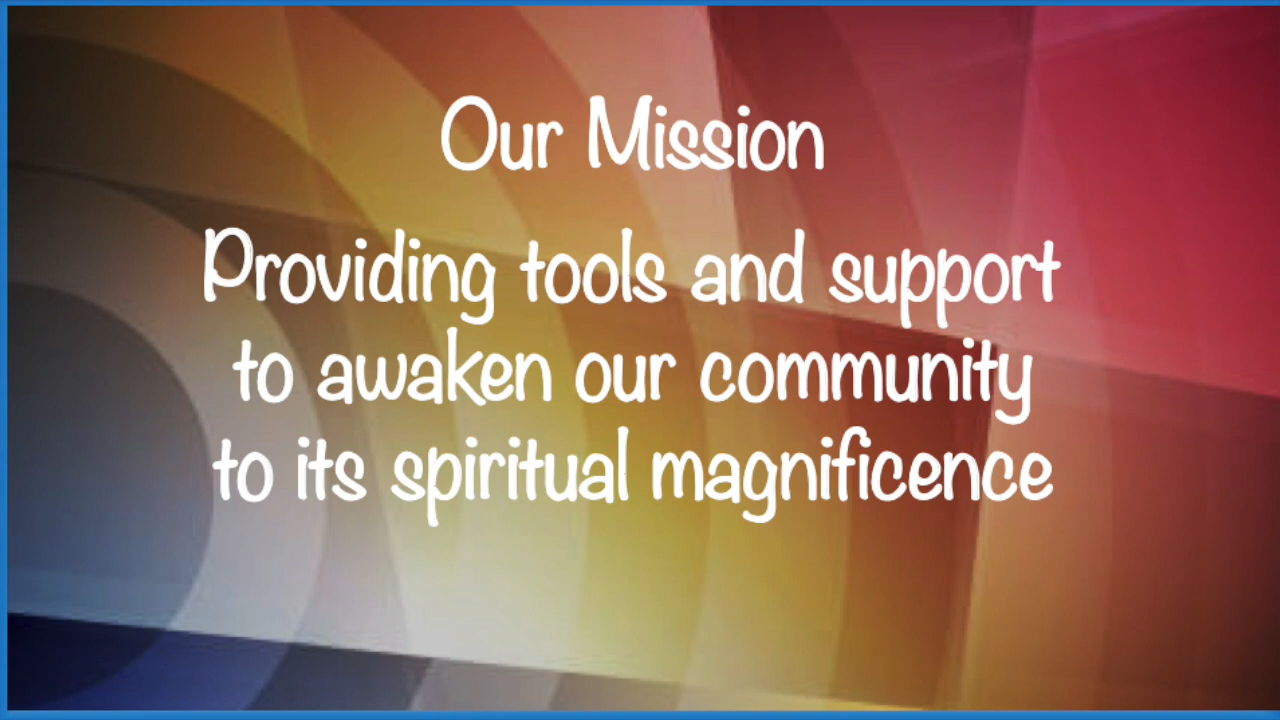 Our Mission
Providing tools and support
to awaken our community
to its spiritual magnificence